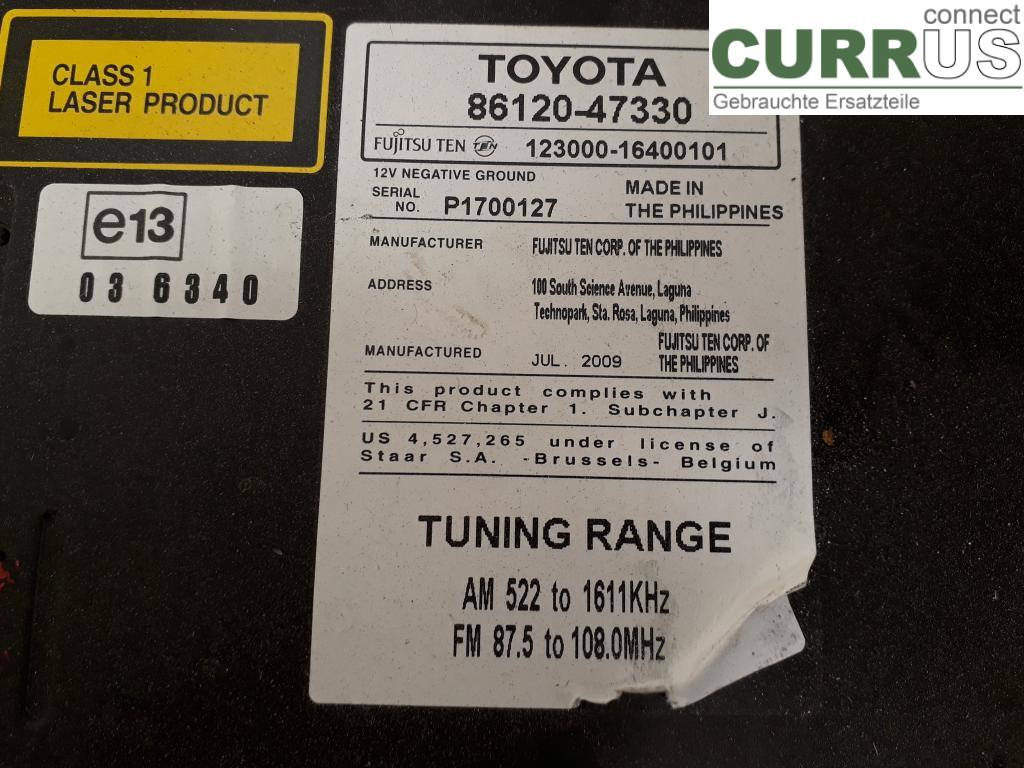 connect
CURRUS
Gebrauchte Ersatzteile
CLASS 1
LASER PRODUCT
e13
03 6340
TOYOTA
86120-47330
FUJITSU TEN TEN 123000-16400101
12V NEGATIVE GROUND
SERIAL NO. P1700127
MADE IN
THE PHILIPPINES
MANUFACTURER FUJITSU TEN CORP. OF THE PHILIPPINES
ADDRESS 100 South Science Avenue, Laguna
Technopark, Sta. Rosa, Laguna, Philippines
MANUFACTURED JUL. 2009 FUJITSU TEN CORP. OF
THE PHILIPPINES
This product complies with
21 CFR Chapter 1. Subchapter J.
US 4,527,265 under license of
Staar S.A. -Brussels- Belgium
TUNING RANGE
AM 522 to 1611KHz
FM 87.5 to 108.0MHz